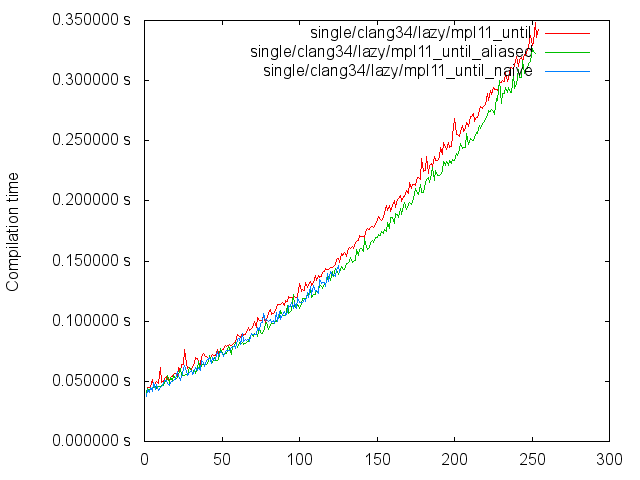 0.350000 s
single/clang34/lazy/mpl11_until
single/clang34/lazy/mpl11_until_aliased
single/clang34/lazy/mpl11_until_naive
0.300000 s
0.250000 s
0.200000 s
0.150000 s
0.100000 s
0.050000 s
0.000000 s
Compilation time
0 50 100 150 200 250 300